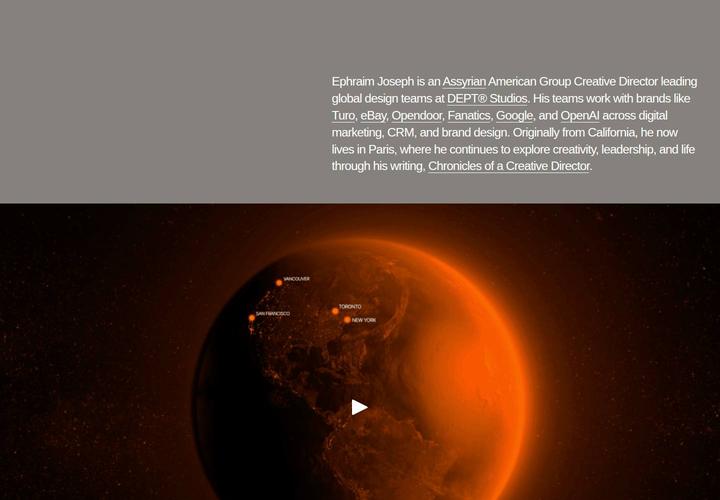 Ephraim Joseph is an Assyrian American Group Creative Director leading
global design teams at DEPT® Studios. His teams work with brands like
Turo, eBay, Opendoor, Fanatics, Google, and OpenAI across digital
marketing, CRM, and brand design. Originally from California, he now
lives in Paris, where he continues to explore creativity, leadership, and life
through his writing, Chronicles of a Creative Director.
VANCOUVER
TORONTO
SAN FRANCISCO
NEW YORK